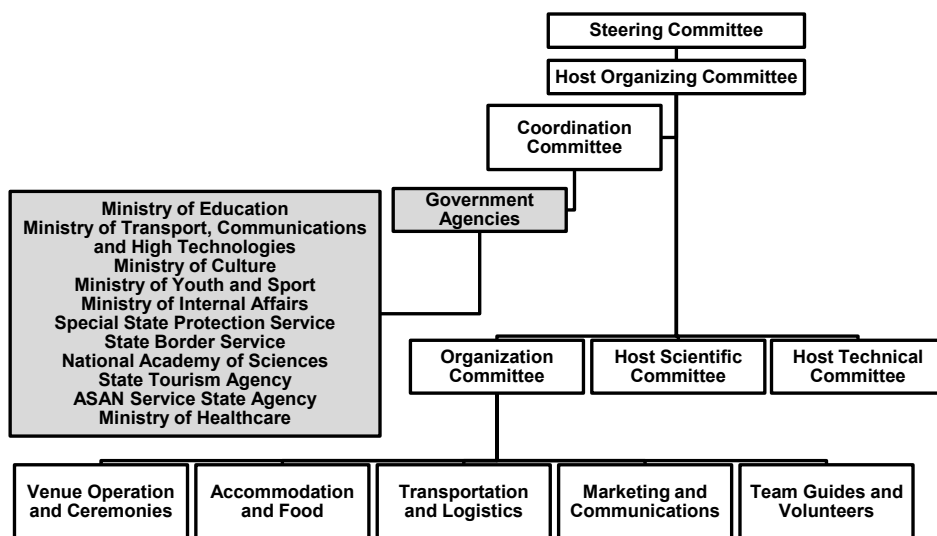 Steering Committee
Host Organizing Committee
Coordination
Committee
Government
Agencies
Ministry of Education
Ministry of Transport, Communications
and High Technologies
Ministry of Culture
Ministry of Youth and Sport
Ministry of Internal Affairs
Special State Protection Service
State Border Service
National Academy of Sciences
State Tourism Agency
ASAN Service State Agency
Ministry of Healthcare
Organization
Committee
Host Scientific
Committee
Host Technical
Committee
Venue Operation
and Ceremonies
Accommodation
and Food
Transportation
and Logistics
Marketing and
Communications
Team Guides and
Volunteers